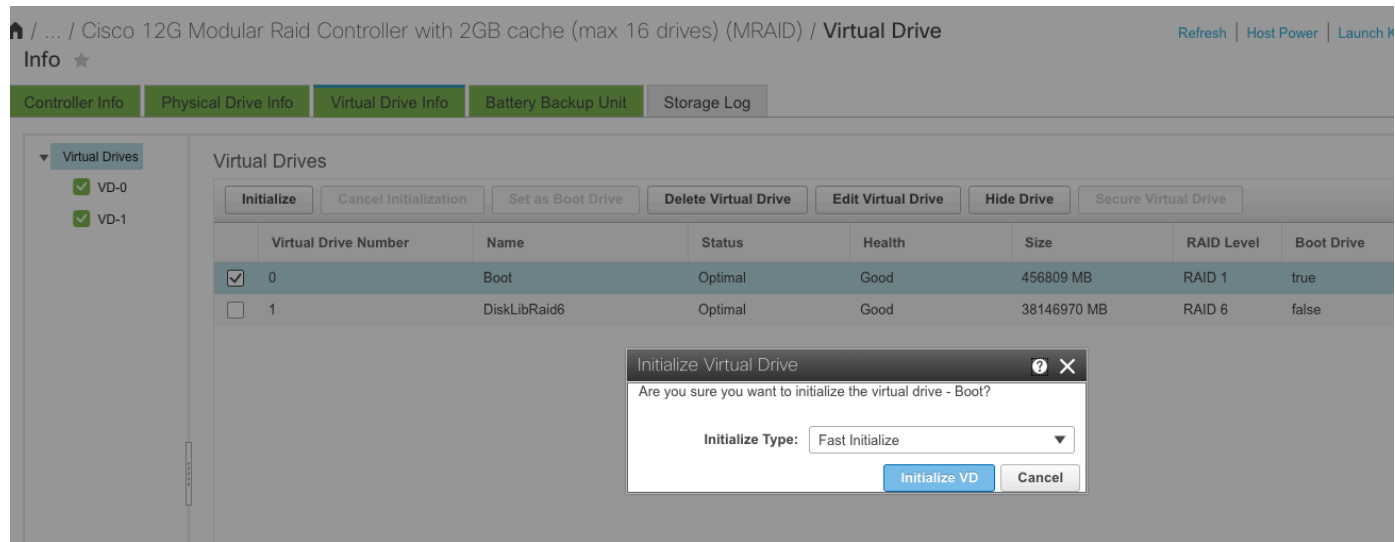 / ... / Cisco 12G Modular Raid Controller with 2GB cache (max 16 drives) (MRAID) / Virtual Drive
Info
Refresh | Host Power | Launch K
Controller Info Physical Drive Info Virtual Drive Info Battery Backup Unit Storage Log
Virtual Drives
VD-0
VD-1
Virtual Drives
Initialize Cancel Initialization Set as Boot Drive Delete Virtual Drive Edit Virtual Drive Hide Drive Secure Virtual Drive
Virtual Drive Number Name Status Health Size RAID Level Boot Drive
0 Boot Optimal Good 456809 MB RAID 1 true
1 DiskLibRaid6 Optimal Good 38146970 MB RAID 6 false
Initialize Virtual Drive ?
Are you sure you want to initialize the virtual drive - Boot?
Initialize Type: Fast Initialize
Initialize VD Cancel